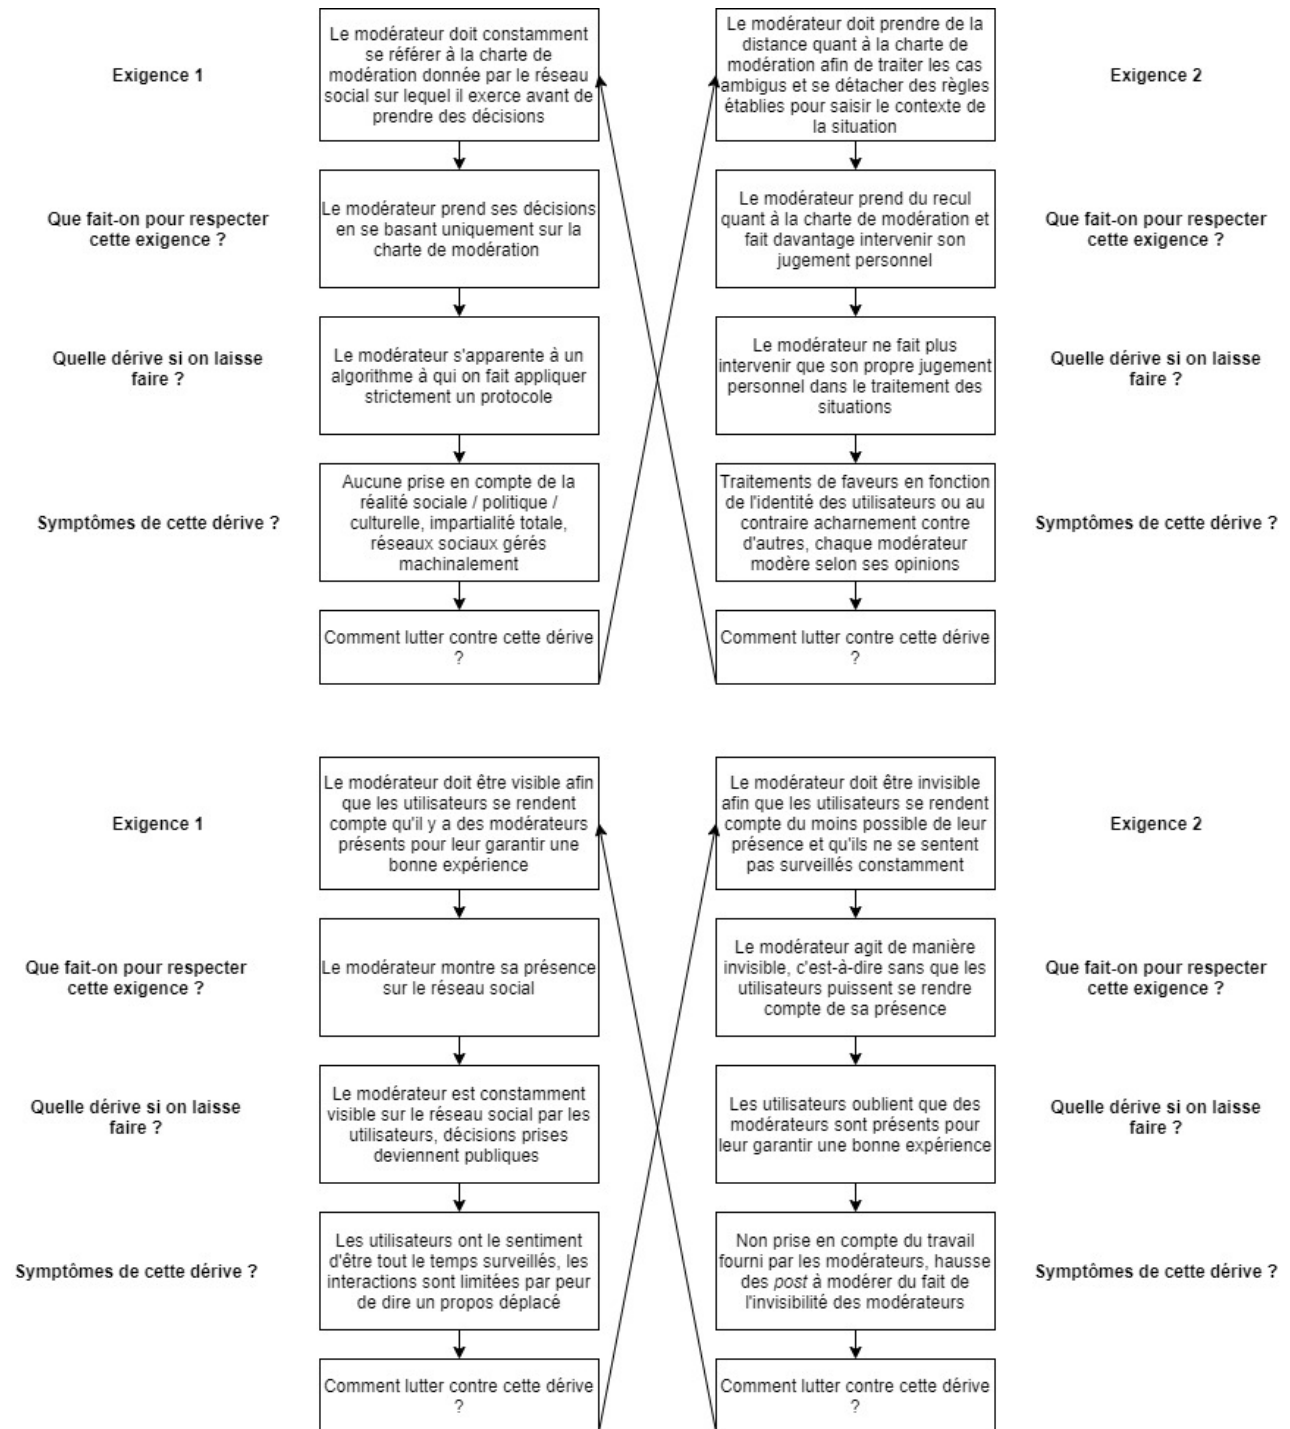 Exigence 1
Le modérateur doit constamment
se référer à la charte de
modération donnée par le réseau
social sur lequel il exerce avant de
prendre des décisions
Le modérateur doit prendre de la
distance quant à la charte de
modération afin de traiter les cas
ambigus et se détacher des règles
établies pour saisir le contexte de
la situation
Exigence 2
Que fait-on pour respecter
cette exigence ?
Le modérateur prend ses décisions
en se basant uniquement sur la
charte de modération
Le modérateur prend du recul
quant à la charte de modération et
fait davantage intervenir son
jugement personnel
Que fait-on pour respecter
cette exigence ?
Quelle dérive si on laisse
faire ?
Le modérateur s'apparente à un
algorithme à qui on fait appliquer
strictement un protocole
Le modérateur ne fait plus
intervenir que son propre jugement
personnel dans le traitement des
situations
Quelle dérive si on laisse
faire ?
Symptômes de cette dérive ?
Aucune prise en compte de la
réalité sociale / politique /
culturelle, impartialité totale,
réseaux sociaux gérés
machinalement
Traitements de faveurs en fonction
de l'identité des utilisateurs ou au
contraire acharnement contre
d'autres, chaque modérateur
modère selon ses opinions
Symptômes de cette dérive ?
Comment lutter contre cette dérive
?
Comment lutter contre cette dérive
?
Exigence 1
Le modérateur doit être visible afin
que les utilisateurs se rendent
compte qu'il y a des modérateurs
présents pour leur garantir une
bonne expérience
Le modérateur doit être invisible
afin que les utilisateurs se rendent
compte du moins possible de leur
présence et qu'ils ne se sentent
pas surveillés constamment
Exigence 2
Que fait-on pour respecter
cette exigence ?
Le modérateur montre sa présence
sur le réseau social
Le modérateur agit de manière
invisible, c'est-à-dire sans que les
utilisateurs puissent se rendre
compte de sa présence
Que fait-on pour respecter
cette exigence ?
Quelle dérive si on laisse
faire ?
Le modérateur est constamment
visible sur le réseau social par les
utilisateurs, décisions prises
deviennent publiques
Les utilisateurs oublient que des
modérateurs sont présents pour
leur garantir une bonne expérience
Quelle dérive si on laisse
faire ?
Symptômes de cette dérive ?
Les utilisateurs ont le sentiment
d'être tout le temps surveillés, les
interactions sont limitées par peur
de dire un propos déplacé
Non prise en compte du travail
fourni par les modérateurs, hausse
des post à modérer du fait de
l'invisibilité des modérateurs
Symptômes de cette dérive ?
Comment lutter contre cette dérive
?
Comment lutter contre cette dérive
?